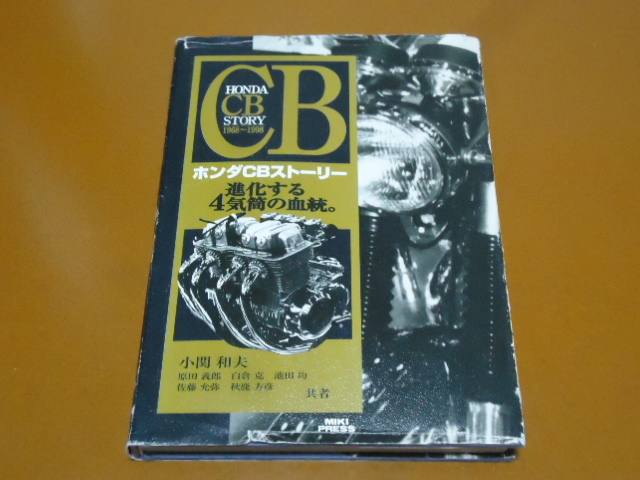 CB
HONDA
CB
STORY
1968~1998
ホンダCBストーリー
進化する
4気筒の血統。
小関 和夫
原田 義郎 白倉 克 池田 均
佐藤 允弥 秋鹿 方彦
共著
MIKI
PRESS